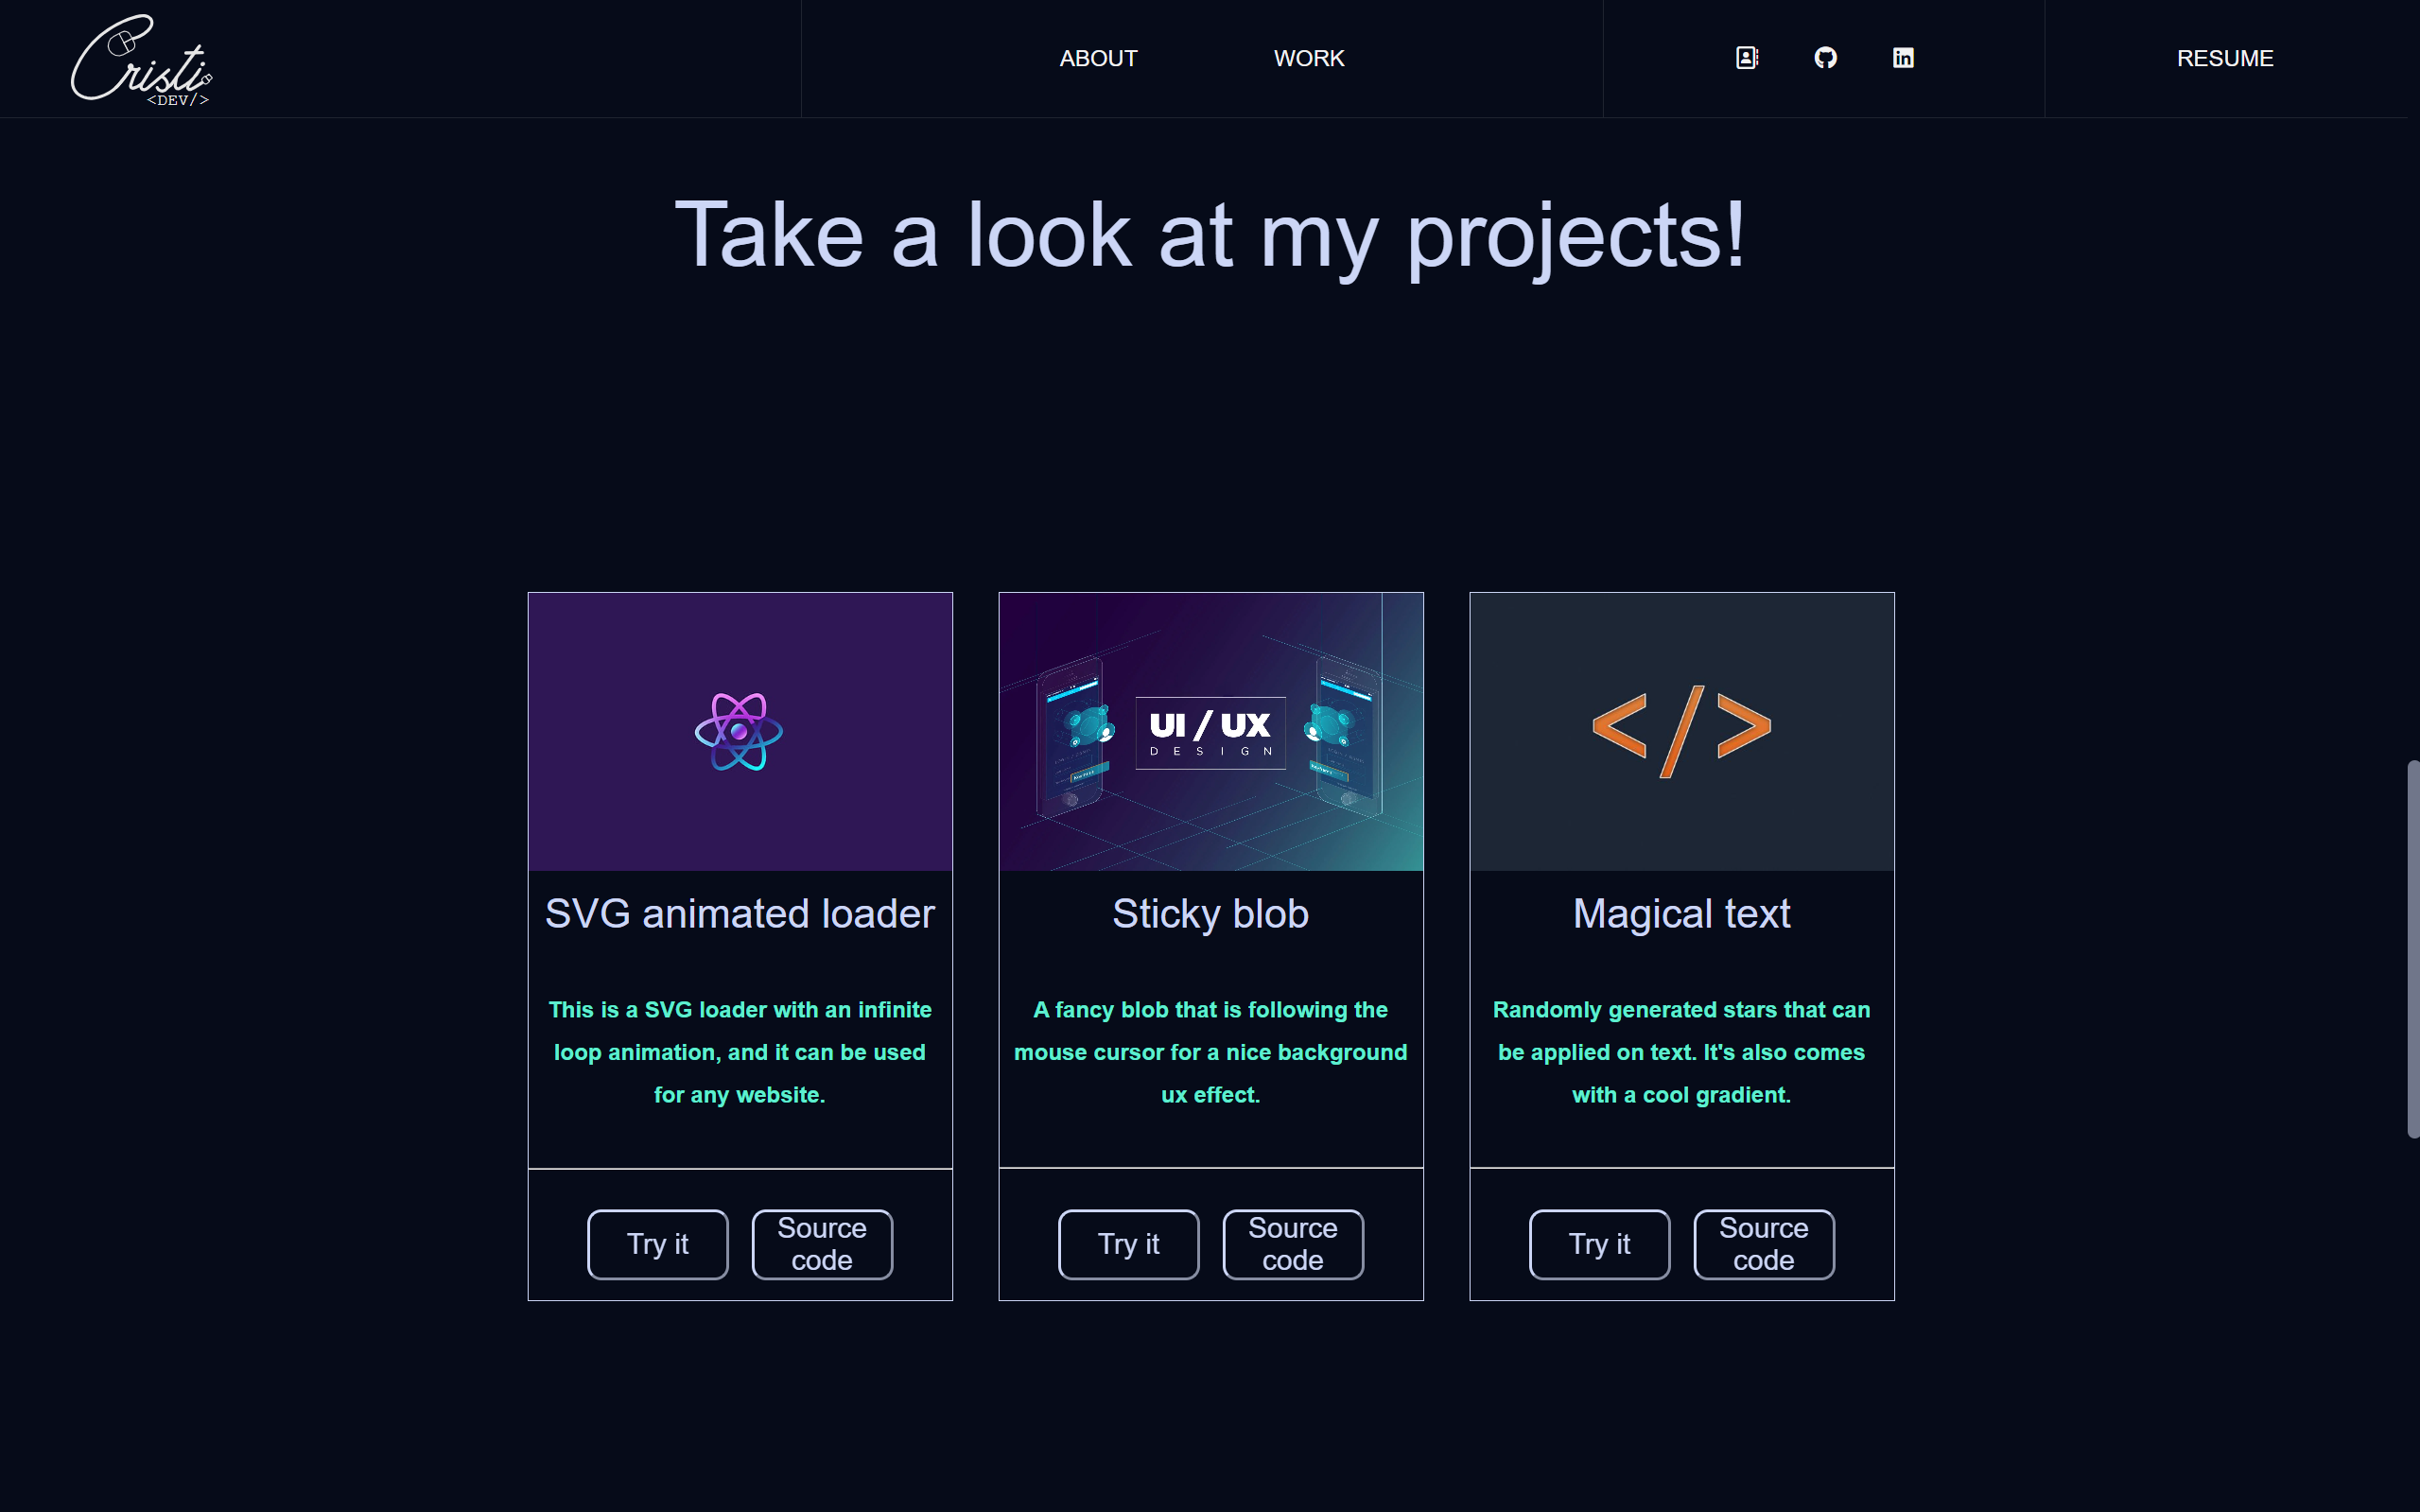 Cristi
<DEV/>
ABOUT
WORK
RESUME
Take a look at my projects!
UI / UX
DESIGN
</>
SVG animated loader
This is a SVG loader with an infinite
loop animation, and it can be used
for any website.
Try it
Source
code
Sticky blob
A fancy blob that is following the
mouse cursor for a nice background
ux effect.
Try it
Source
code
Magical text
Randomly generated stars that can
be applied on text. It's also comes
with a cool gradient.
Try it
Source
code